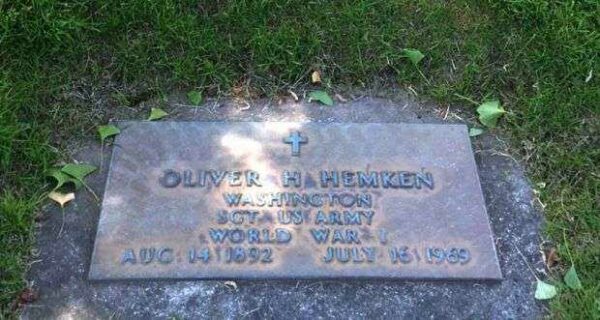 OLIVER H HEMKEN
WASHINGTON
SGT US ARMY
WORLD WAR I
AUG 14 1892 JULY 16 1969